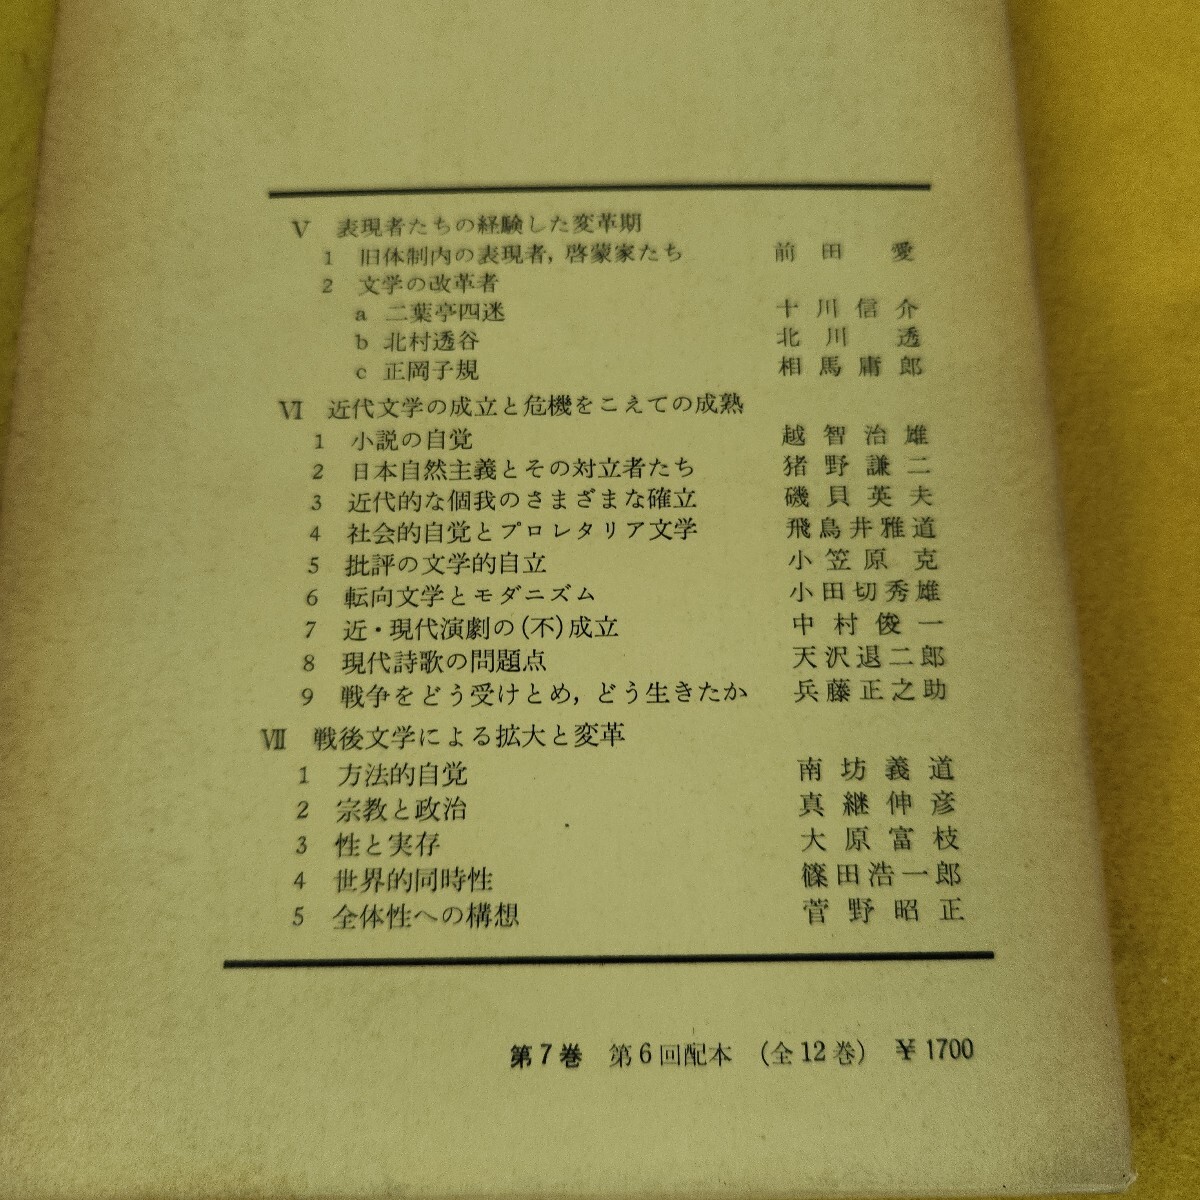 V 表現者たちの経験した変革期
1 旧体制内の表現者，啓蒙家たち 前田 愛
2 文学の改革者
a 二葉亭四迷 十川信介
b 北村透谷 北川 透
c 正岡子規 相馬庸郎
VI 近代文学の成立と危機をこえての成熟
1 小説の自覚 越智治雄
2 日本自然主義とその対立者たち 猪野謙二
3 近代的な個我のさまざまな確立 磯貝英夫
4 社会的自覚とプロレタリア文学 飛鳥井雅道
5 批評の文学的自立 小笠原 克
6 転向文学とモダニズム 小田切秀雄
7 近・現代演劇の(不)成立 中村俊一
8 現代詩歌の問題点 天沢退二郎
9 戦争をどう受けとめ，どう生きたか 兵藤正之助
VII 戦後文学による拡大と変革
1 方法的自覚 南坊義道
2 宗教と政治 真継伸彦
3 性と実存 大原富枝
4 世界的同時性 篠田浩一郎
5 全体性への構想 菅野昭正
第7巻 第6回配本 (全12巻) ¥1700